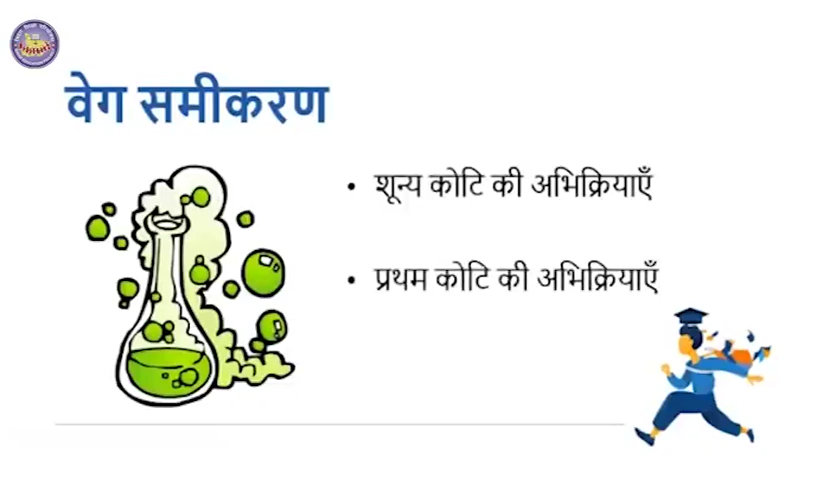 वेग समीकरण
• शून्य कोटि की अभिक्रियाएँ
• प्रथम कोटि की अभिक्रियाएँ